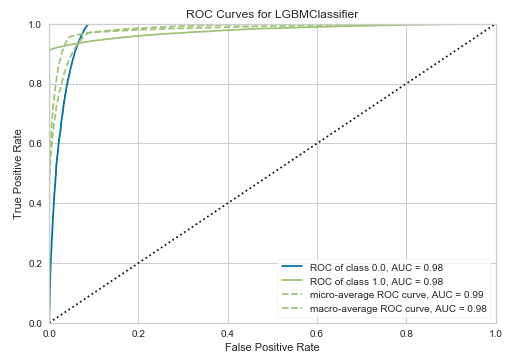 ROC Curves for LGBMClassifier
True Positive Rate
1.0
0.8
0.6
0.4
0.2
0.0
ROC of class 0.0, AUC = 0.98
ROC of class 1.0, AUC = 0.98
micro-average ROC curve, AUC = 0.99
macro-average ROC curve, AUC = 0.98
0.0 0.2 0.4 0.6 0.8 1.0
False Positive Rate